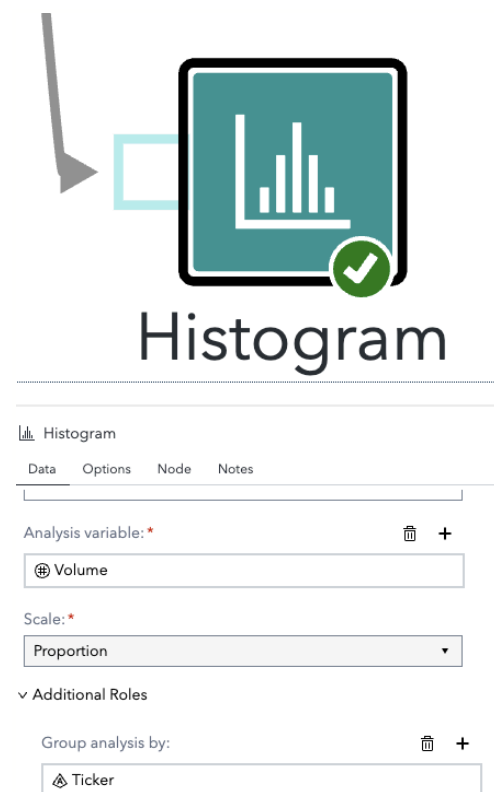 Histogram
Histogram
Data Options Node Notes
Analysis variable:*
Volume
Scale:*
Proportion
Additional Roles
Group analysis by:
Ticker